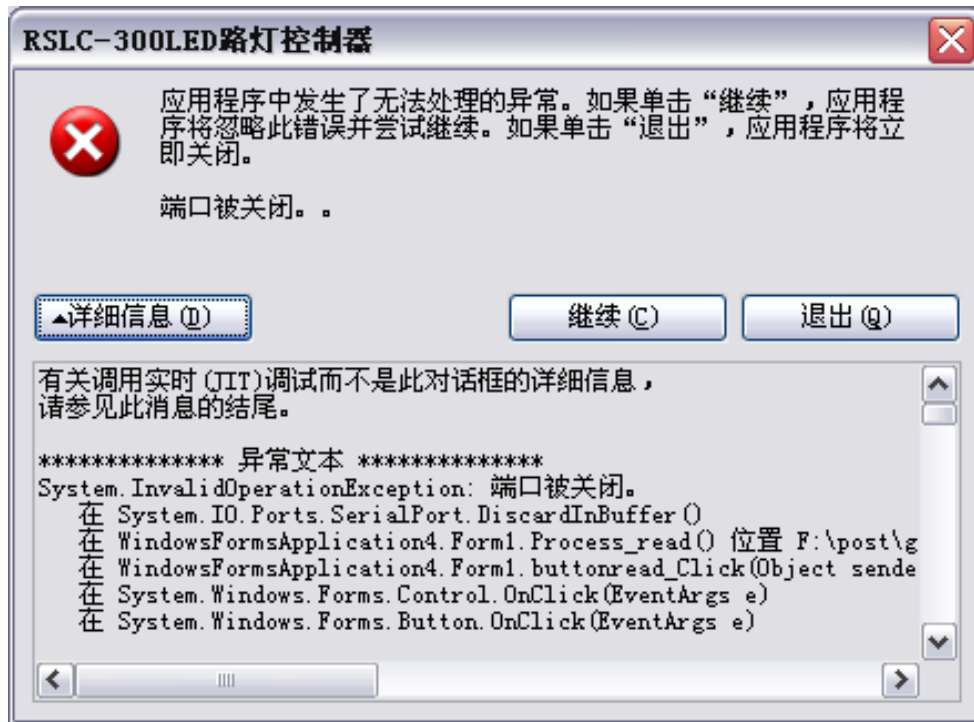 RSLC-300LED路灯控制器
应用程序中发生了无法处理的异常。如果单击“继续”，应用程
序将忽略此错误并尝试继续。如果单击“退出”，应用程序将立
即关闭。
端口被关闭。。
详细信息(D)
继续(C)
退出(Q)
有关调用实时(JIT)调试而不是此对话框的详细信息，
请参见此消息的结尾。
************** 异常文本 **************
System.InvalidOperationException: 端口被关闭。
在 System.IO.Ports.SerialPort.DiscardInBuffer()
在 WindowsFormsApplication4.Form1.Process_read() 位置 F:\post\g
在 WindowsFormsApplication4.Form1.buttonread_Click(Object sende
在 System.Windows.Forms.Control.OnClick(EventArgs e)
在 System.Windows.Forms.Button.OnClick(EventArgs e)